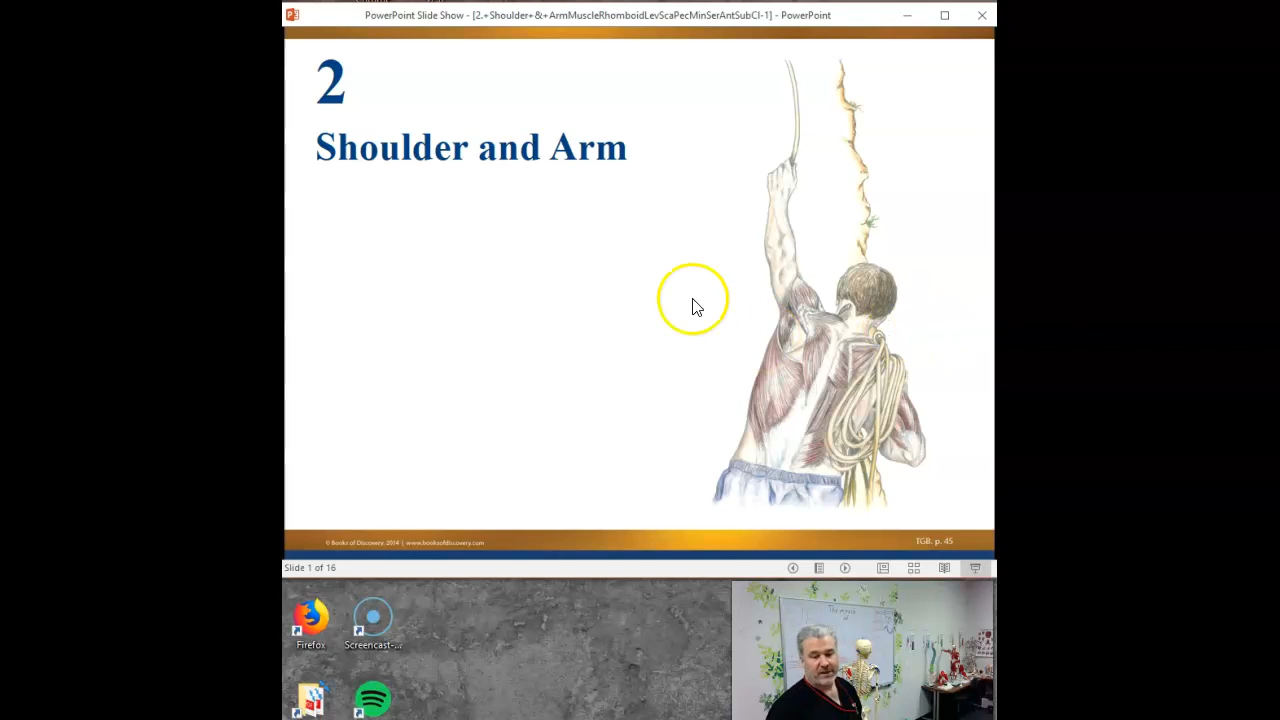 PowerPoint Slide Show - [2.+Shoulder+&+ArmMuscleRhomboidLevScaPecMinSerAntSubCl-1] - PowerPoint
2
Shoulder and Arm
© Books of Discovery, 2014 | www.booksofdiscovery.com
TGB. p. 45
Slide 1 of 16
Firefox
Screencast-...